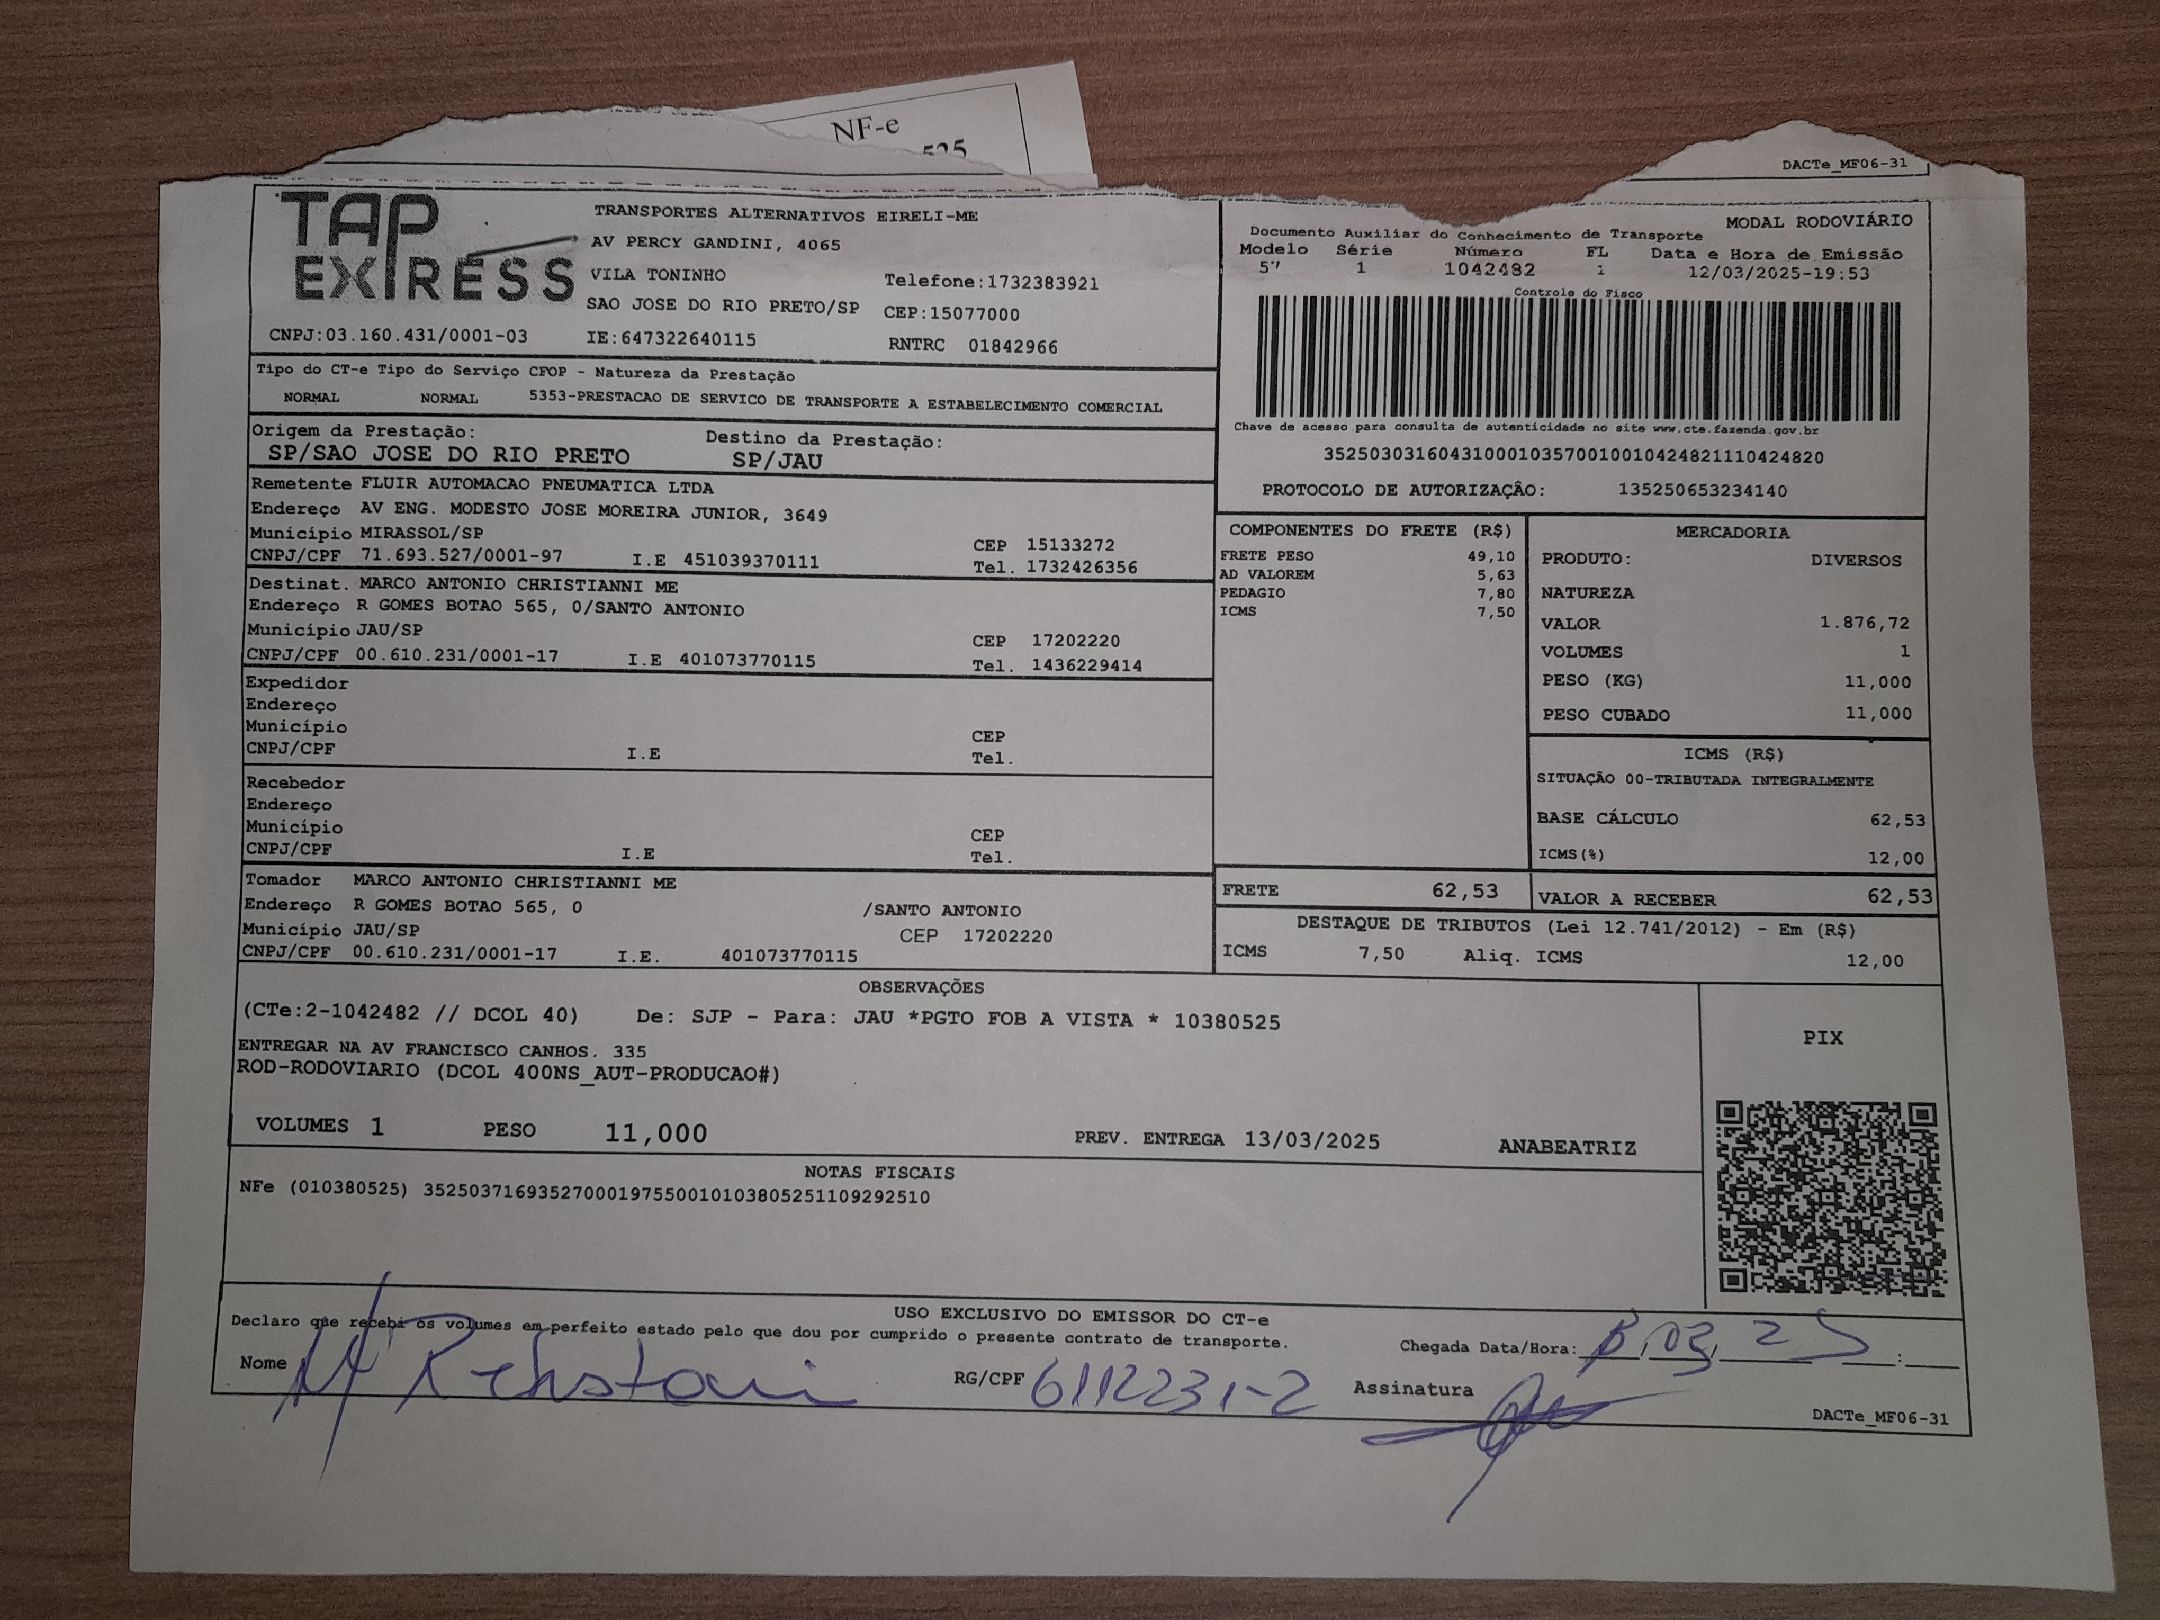 NF-e
DACTe_MF06-31
TAP EXPRESS
TRANSPORTES ALTERNATIVOS EIRELI-ME
AV PERCY GANDINI, 4065
VILA TONINHO
Telefone:1732383921
SAO JOSE DO RIO PRETO/SP CEP:15077000
CNPJ:03.160.431/0001-03 IE:647322640115 RNTRC 01842966
MODAL RODOVIÁRIO
Documento Auxiliar do Conhecimento de Transporte
Modelo Série Número FL Data e Hora de Emissão
1 1042482 1 12/03/2025-19:53
Controle do Fisco
Chave de acesso para consulta de autenticidade no site www.cte.fazenda.gov.br
35250303160431000103570010010424821110424820
PROTOCOLO DE AUTORIZAÇÃO: 135250653234140
Tipo do CT-e Tipo do Serviço CFOP - Natureza da Prestação
NORMAL NORMAL 5353-PRESTACAO DE SERVICO DE TRANSPORTE A ESTABELECIMENTO COMERCIAL
Origem da Prestação: Destino da Prestação:
SP/SAO JOSE DO RIO PRETO SP/JAU
Remetente FLUIR AUTOMACAO PNEUMATICA LTDA
Endereço AV ENG. MODESTO JOSE MOREIRA JUNIOR, 3649
Município MIRASSOL/SP CEP 15133272
CNPJ/CPF 71.693.527/0001-97 I.E 451039370111 Tel. 1732426356
Destinat. MARCO ANTONIO CHRISTIANNI ME
Endereço R GOMES BOTAO 565, 0/SANTO ANTONIO
Município JAU/SP CEP 17202220
CNPJ/CPF 00.610.231/0001-17 I.E 401073770115 Tel. 1436229414
Expedidor
Endereço
Município CEP
CNPJ/CPF I.E Tel.
Recebedor
Endereço
Município CEP
CNPJ/CPF I.E Tel.
Tomador MARCO ANTONIO CHRISTIANNI ME
Endereço R GOMES BOTAO 565, 0 /SANTO ANTONIO
Município JAU/SP CEP 17202220
CNPJ/CPF 00.610.231/0001-17 I.E. 401073770115
COMPONENTES DO FRETE (R$)
FRETE PESO 49,10
AD VALOREM 5,63
PEDAGIO 7,80
ICMS 7,50
MERCADORIA
PRODUTO: DIVERSOS
NATUREZA
VALOR 1.876,72
VOLUMES 1
PESO (KG) 11,000
PESO CUBADO 11,000
ICMS (R$)
SITUAÇÃO 00-TRIBUTADA INTEGRALMENTE
BASE CÁLCULO 62,53
ICMS(%) 12,00
FRETE 62,53 VALOR A RECEBER 62,53
DESTAQUE DE TRIBUTOS (Lei 12.741/2012) - Em (R$)
ICMS 7,50 Aliq. ICMS 12,00
OBSERVAÇÕES
(CTe:2-1042482 // DCOL 40) De: SJP - Para: JAU *PGTO FOB A VISTA * 10380525
ENTREGAR NA AV FRANCISCO CANHOS. 335
ROD-RODOVIARIO (DCOL 400NS_AUT-PRODUCAO#)
VOLUMES 1 PESO 11,000 PREV. ENTREGA 13/03/2025 ANABEATRIZ
PIX
NOTAS FISCAIS
NFe (010380525) 35250371693527000197550010103805251109292510
USO EXCLUSIVO DO EMISSOR DO CT-e
Declaro que recebi os volumes em perfeito estado pelo que dou por cumprido o presente contrato de transporte.
Chegada Data/Hora: 03 25 :
Nome RG/CPF 6112231-2 Assinatura
DACTe_MF06-31